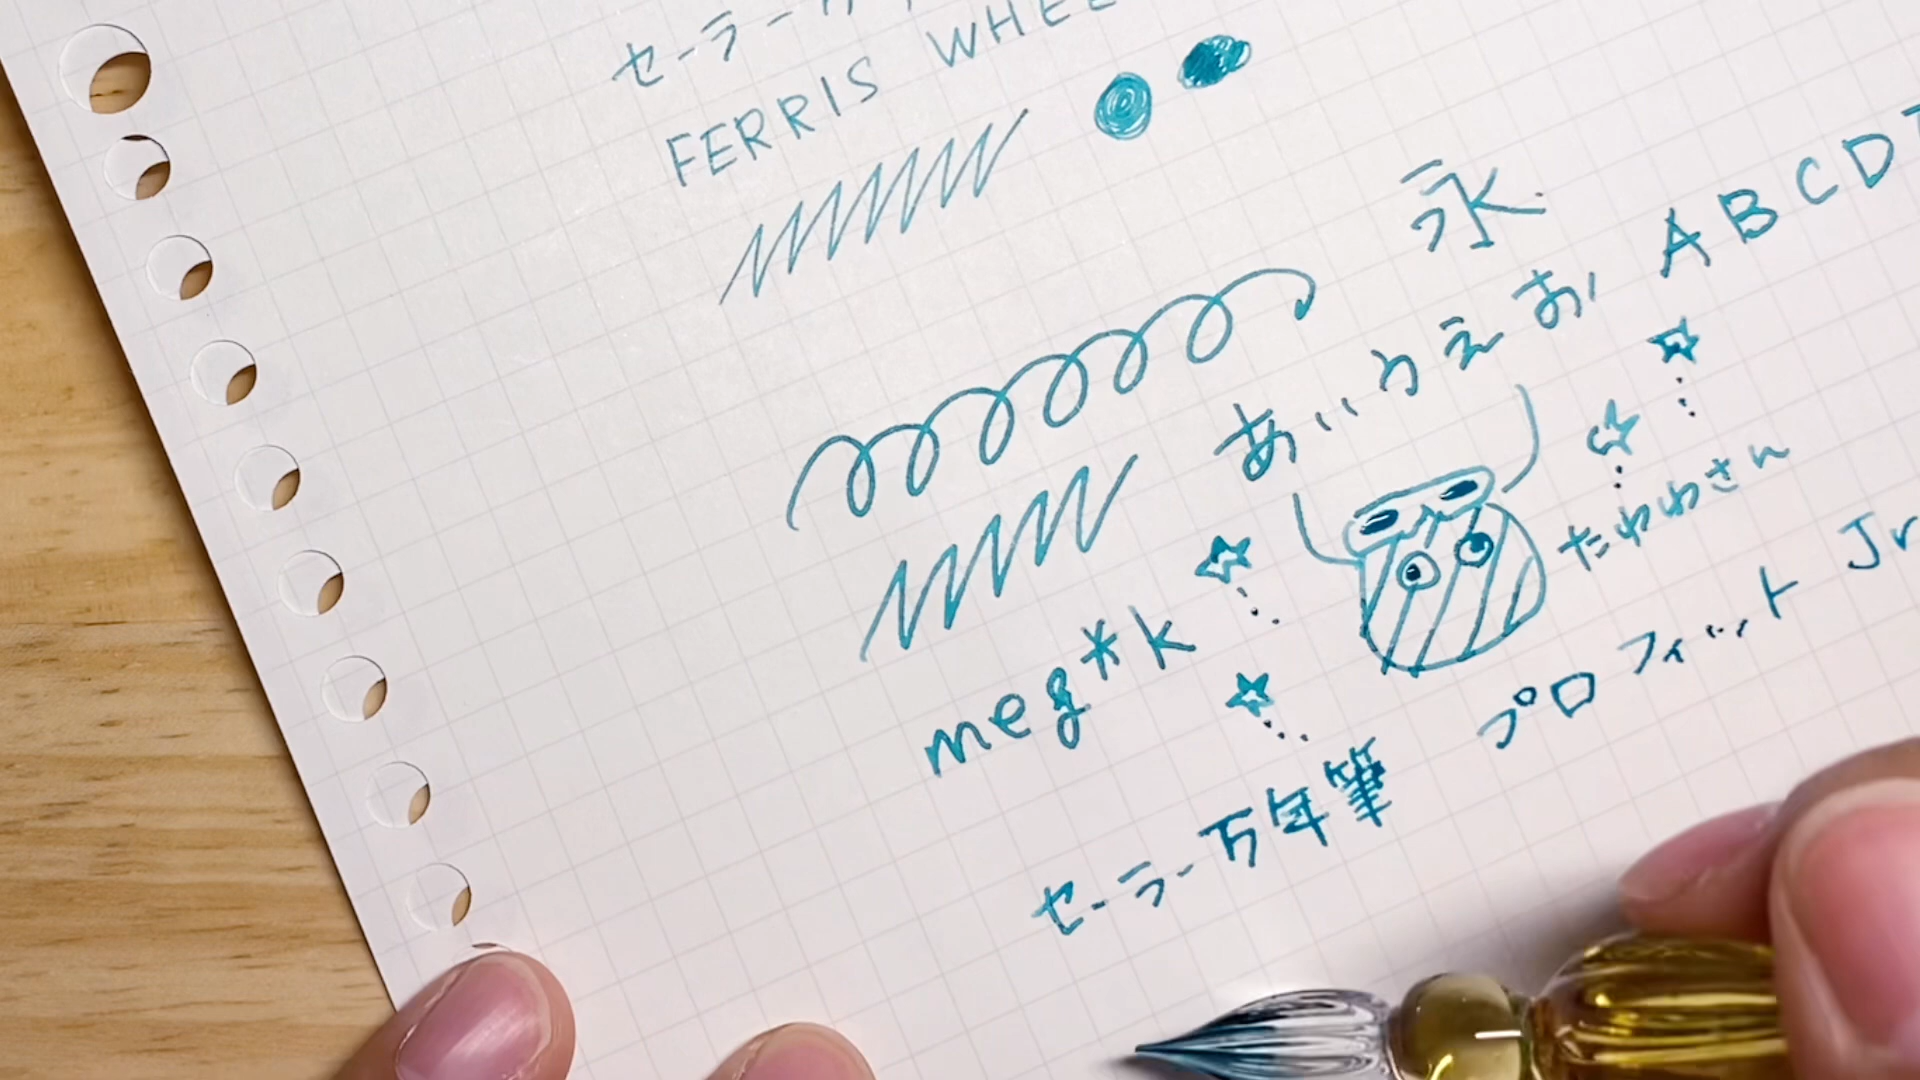 セーラー
FERRIS WHEE
永
あいうえお ABCD
たわわさん
meg*k
セーラー万年筆 プロフィット Jr